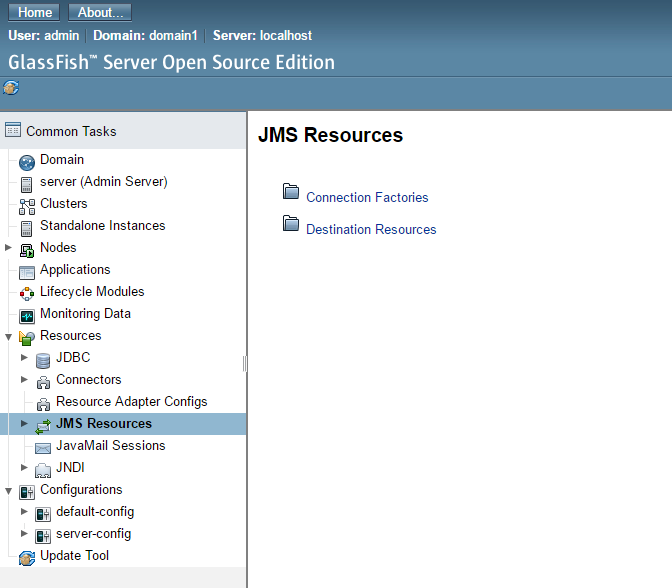 Home About...
User: admin Domain: domain1 Server: localhost
GlassFish™ Server Open Source Edition
Common Tasks
Domain
server (Admin Server)
Clusters
Standalone Instances
Nodes
Applications
Lifecycle Modules
Monitoring Data
Resources
JDBC
Connectors
Resource Adapter Configs
JMS Resources
JavaMail Sessions
JNDI
Configurations
default-config
server-config
Update Tool
JMS Resources
Connection Factories
Destination Resources